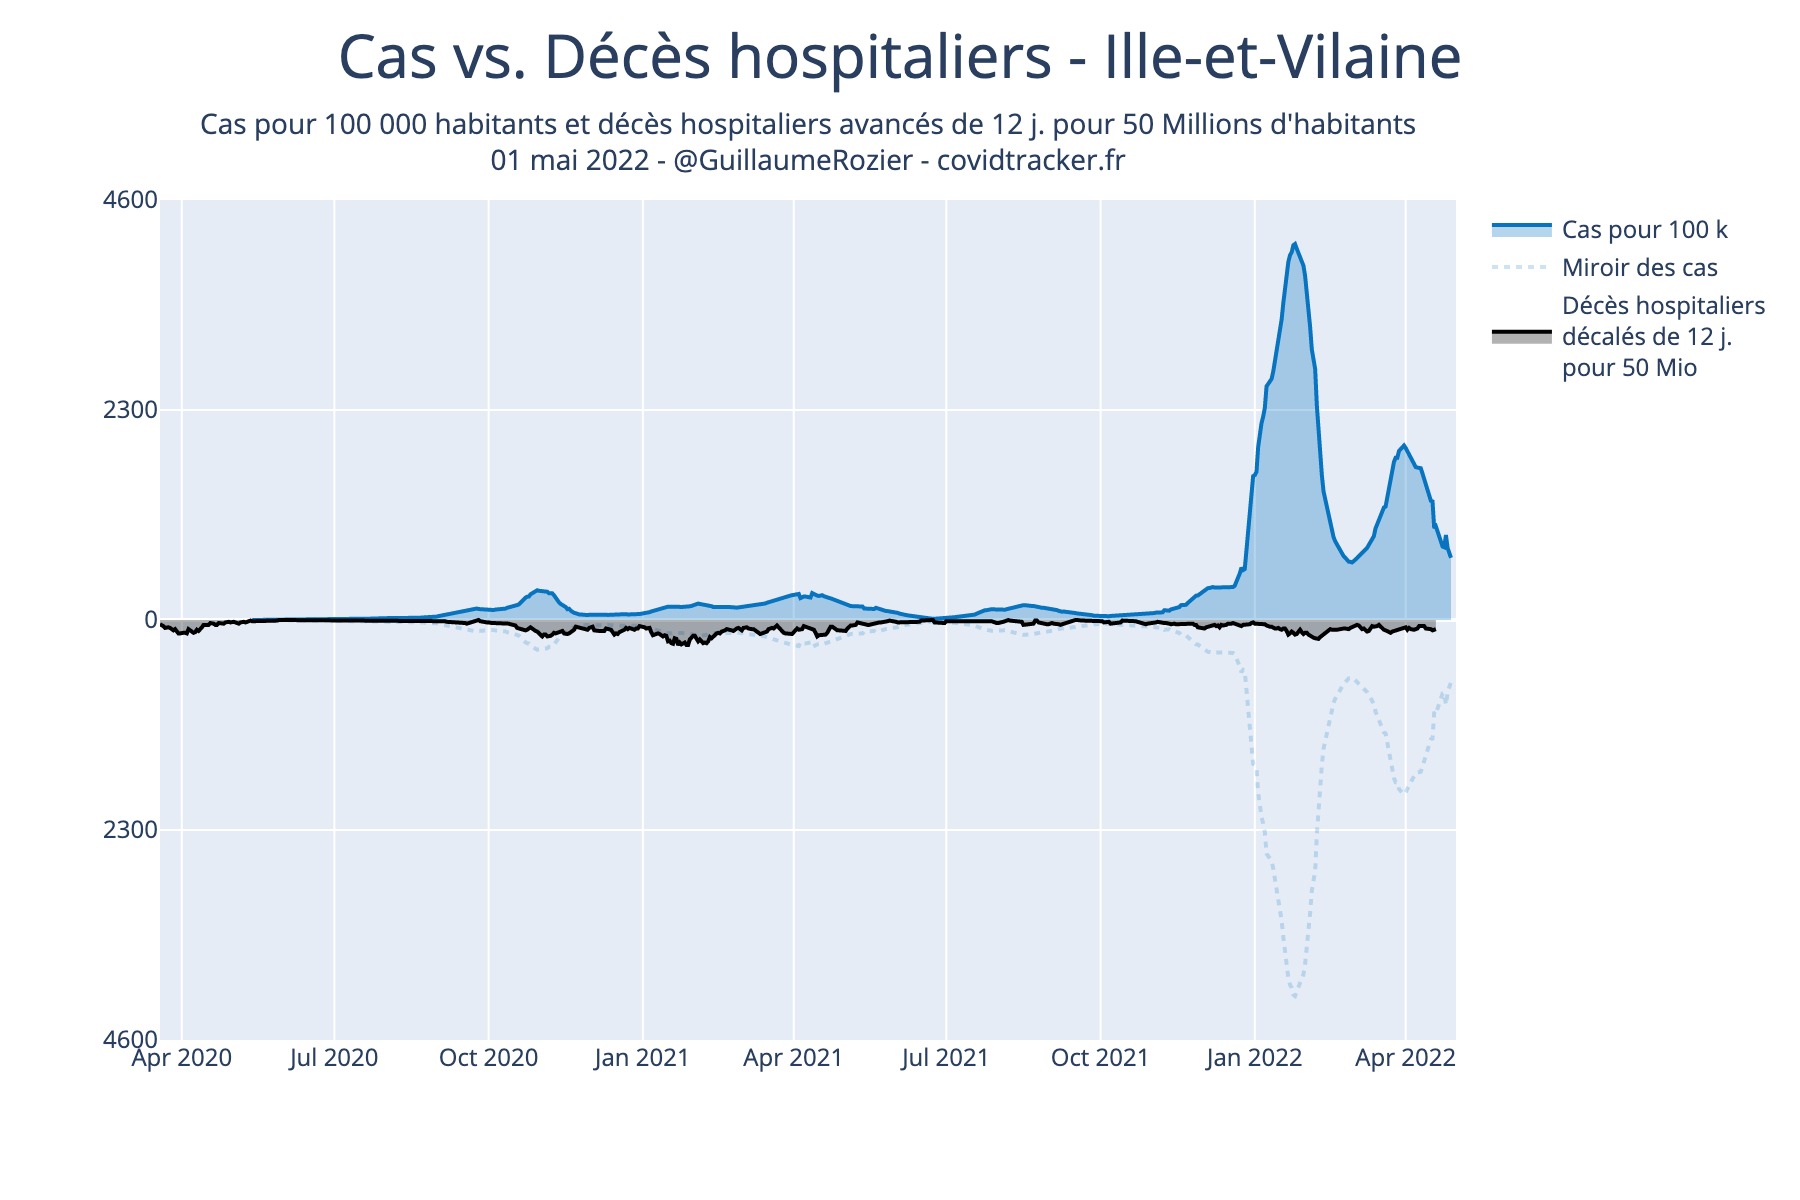 Cas vs. Décès hospitaliers - Ille-et-Vilaine
Cas pour 100 000 habitants et décès hospitaliers avancés de 12 j. pour 50 Millions d'habitants
01 mai 2022 - @GuillaumeRozier - covidtracker.fr
4600
2300
0
2300
4600
Apr 2020 Jul 2020 Oct 2020 Jan 2021 Apr 2021 Jul 2021 Oct 2021 Jan 2022 Apr 2022
Cas pour 100 k
Miroir des cas
Décès hospitaliers
décalés de 12 j.
pour 50 Mio